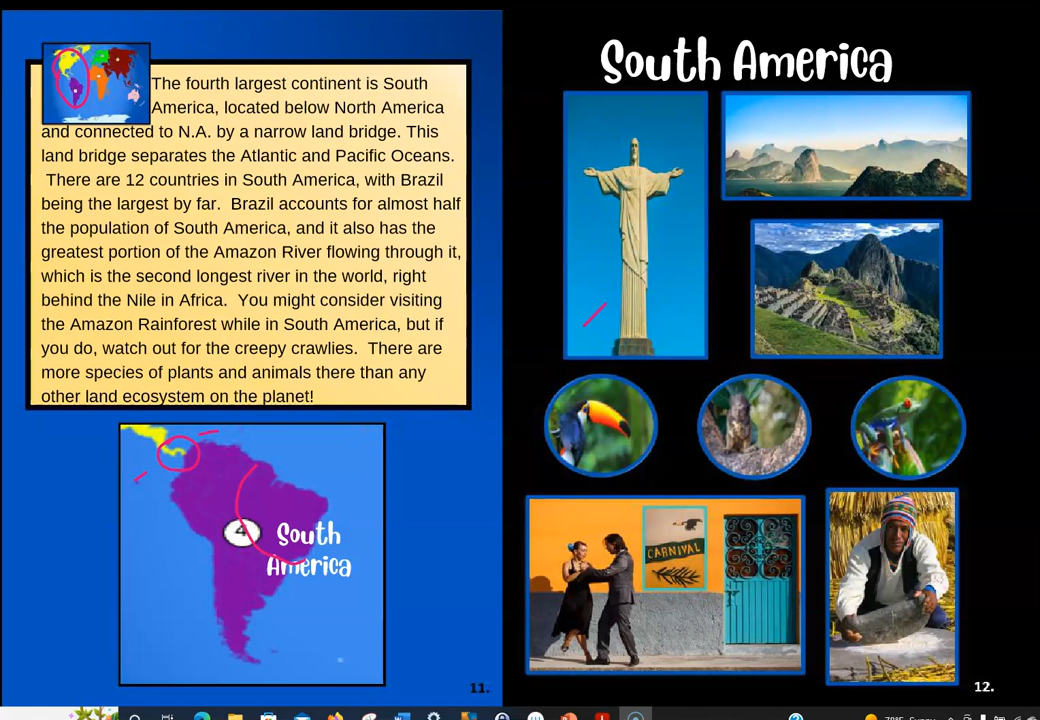 The fourth largest continent is South
America, located below North America
and connected to N.A. by a narrow land bridge. This
land bridge separates the Atlantic and Pacific Oceans.
There are 12 countries in South America, with Brazil
being the largest by far.  Brazil accounts for almost half
the population of South America, and it also has the
greatest portion of the Amazon River flowing through it,
which is the second longest river in the world, right
behind the Nile in Africa.  You might consider visiting
the Amazon Rainforest while in South America, but if
you do, watch out for the creepy crawlies.  There are
more species of plants and animals there than any
other land ecosystem on the planet!
4
South
America
11.
South America
CARNIVAL
12.